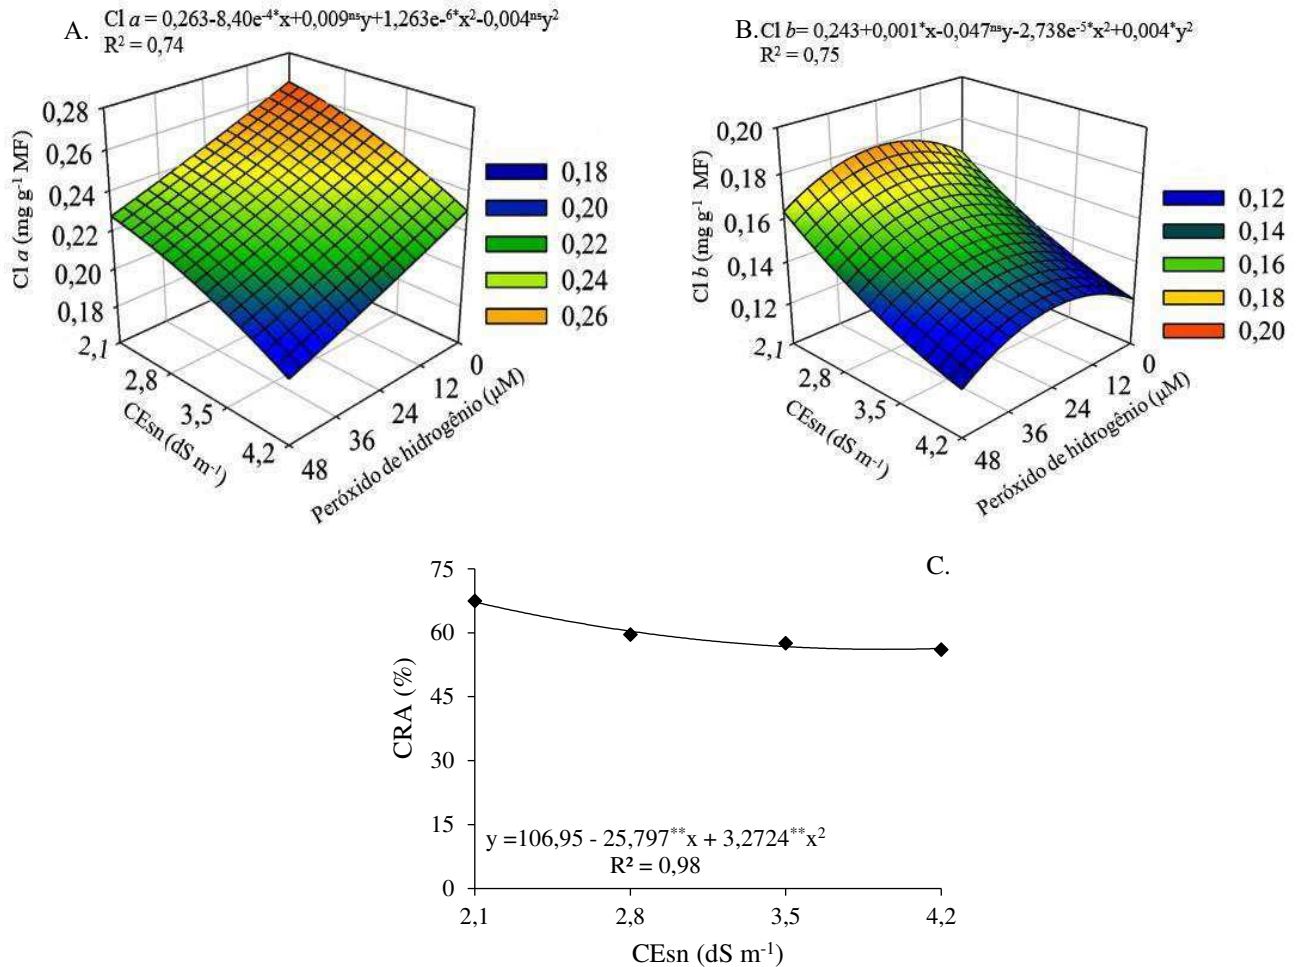 A.
Cl a = 0,263-8,40e⁻⁴*x+0,009ⁿˢy+1,263e-⁶*x²-0,004ⁿˢy²
R² = 0,74
Cl a (mg g⁻¹ MF)
0,28
0,26
0,24
0,22
0,20
0,18
2,1
2,8
3,5
4,2
CEsn (dS m⁻¹)
0
12
24
36
48
Peróxido de hidrogênio (µM)
0,18
0,20
0,22
0,24
0,26
B.
Cl b= 0,243+0,001*x-0,047ⁿˢy-2,738e⁻⁵*x²+0,004*y²
R² = 0,75
Cl b (mg g⁻¹ MF)
0,20
0,18
0,16
0,14
0,12
2,1
2,8
3,5
4,2
CEsn (dS m⁻¹)
0
12
24
36
48
Peróxido de hidrogênio (µM)
0,12
0,14
0,16
0,18
0,20
C.
CRA (%)
75
60
45
30
15
0
y =106,95 - 25,797**x + 3,2724**x²
R² = 0,98
2,1 2,8 3,5 4,2
CEsn (dS m⁻¹)